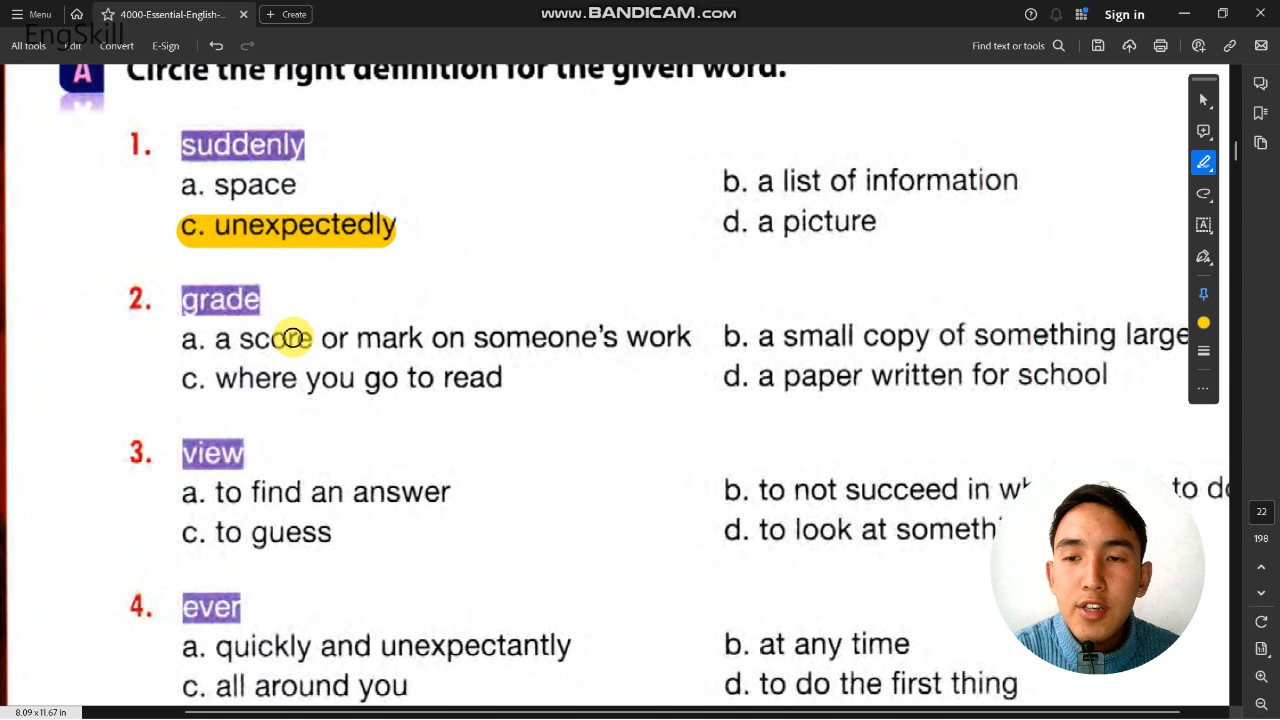 Menu
4000-Essential-English-...
Create
www.BANDICAM.com
Sign in
EngSkill
All tools Edit Convert E-Sign
Find text or tools
A Circle the right definition for the given word.
1. suddenly
a. space
b. a list of information
c. unexpectedly
d. a picture
2. grade
a. a score or mark on someone's work
b. a small copy of something large
c. where you go to read
d. a paper written for school
3. view
a. to find an answer
b. to not succeed in to do
c. to guess
d. to look at
4. ever
a. quickly and unexpectantly
b. at any time
c. all around you
d. to do the first thing
22
198
8.09 x 11.67 in